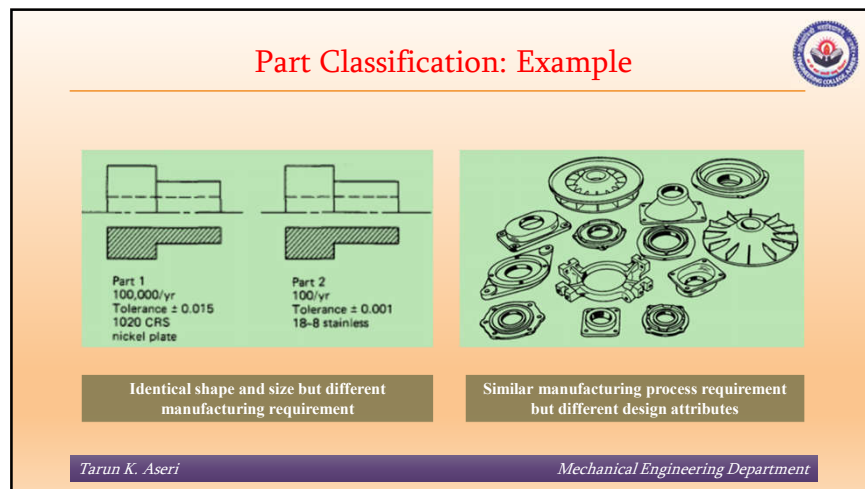 Part Classification: Example
Part 1
100,000/yr
Tolerance ± 0.015
1020 CRS
nickel plate
Part 2
100/yr
Tolerance ± 0.001
18-8 stainless
Identical shape and size but different
manufacturing requirement
Similar manufacturing process requirement
but different design attributes
Tarun K. Aseri
Mechanical Engineering Department